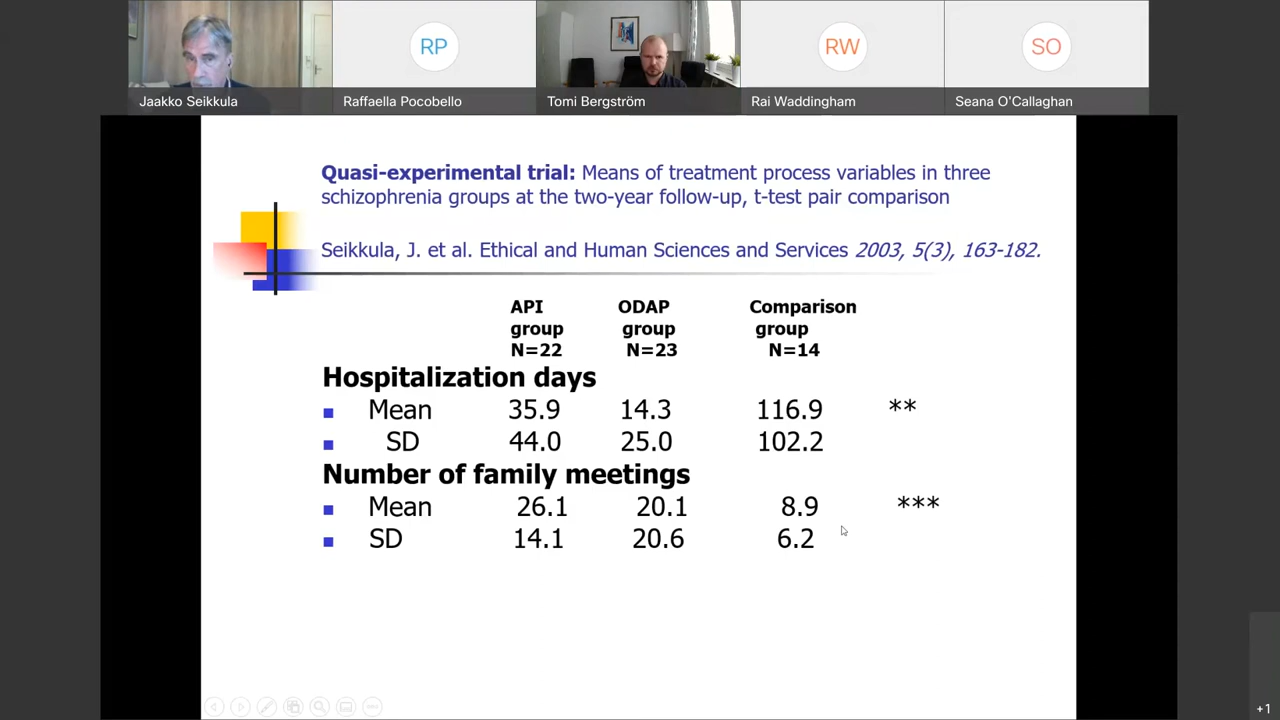 RP
RW
SO
Jaakko Seikkula
Raffaella Pocobello
Tomi Bergström
Rai Waddingham
Seana O'Callaghan
Quasi-experimental trial: Means of treatment process variables in three
schizophrenia groups at the two-year follow-up, t-test pair comparison
Seikkula, J. et al. Ethical and Human Sciences and Services 2003, 5(3), 163-182.
API ODAP Comparison
group group group
N=22 N=23 N=14
Hospitalization days
Mean 35.9 14.3 116.9 **
SD 44.0 25.0 102.2
Number of family meetings
Mean 26.1 20.1 8.9 ***
SD 14.1 20.6 6.2
+1